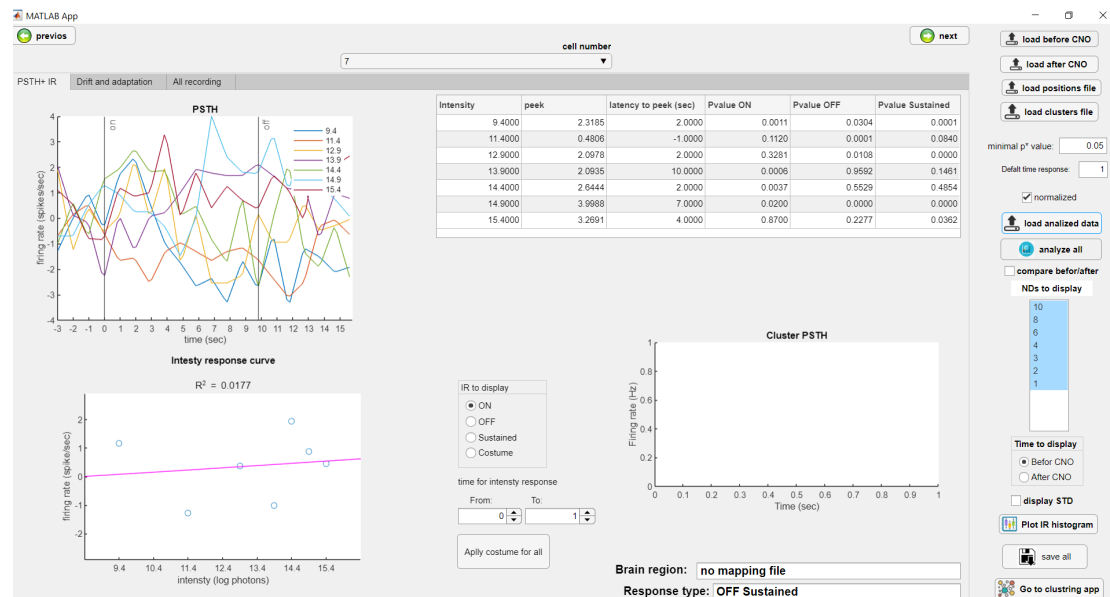 MATLAB App
previos
next
cell number
7
PSTH+ IR
Drift and adaptation
All recording
PSTH
on
off
9.4
11.4
12.9
13.9
14.4
14.9
15.4
4
3
2
1
0
-1
-2
-3
-4
firing rate (spikes/sec)
-3 -2 -1 0 1 2 3 4 5 6 7 8 9 10 11 12 13 14 15
time (sec)
Intensity peek latency to peek (sec) Pvalue ON Pvalue OFF Pvalue Sustained
9.4000 2.3185 2.0000 0.0011 0.0304 0.0001
11.4000 0.4806 -1.0000 0.1120 0.0001 0.0840
12.9000 2.0978 2.0000 0.3281 0.0108 0.0000
13.9000 2.0935 10.0000 0.0006 0.9592 0.1461
14.4000 2.6444 2.0000 0.0037 0.5529 0.4854
14.9000 3.9988 7.0000 0.0200 0.0000 0.0000
15.4000 3.2691 4.0000 0.8700 0.2277 0.0362
Intesty response curve
R² = 0.0177
2
1
0
-1
-2
firing rate (spike/sec)
9.4 10.4 11.4 12.4 13.4 14.4 15.4
intensty (log photons)
IR to display
ON
OFF
Sustained
Costume
time for intensty response
From: To:
0 1
Aplly costume for all
Cluster PSTH
1
0.8
0.6
0.4
0.2
0
Firing rate (Hz)
0 0.1 0.2 0.3 0.4 0.5 0.6 0.7 0.8 0.9 1
Time (sec)
Brain region: no mapping file
Response type: OFF Sustained
load before CNO
load after CNO
load positions file
load clusters file
minimal p* value: 0.05
Defalt time response: 1
normalized
load analized data
analyze all
compare befor/after
NDs to display
10
8
6
4
3
2
1
Time to display
Befor CNO
After CNO
display STD
Plot IR histogram
save all
Go to clustring app